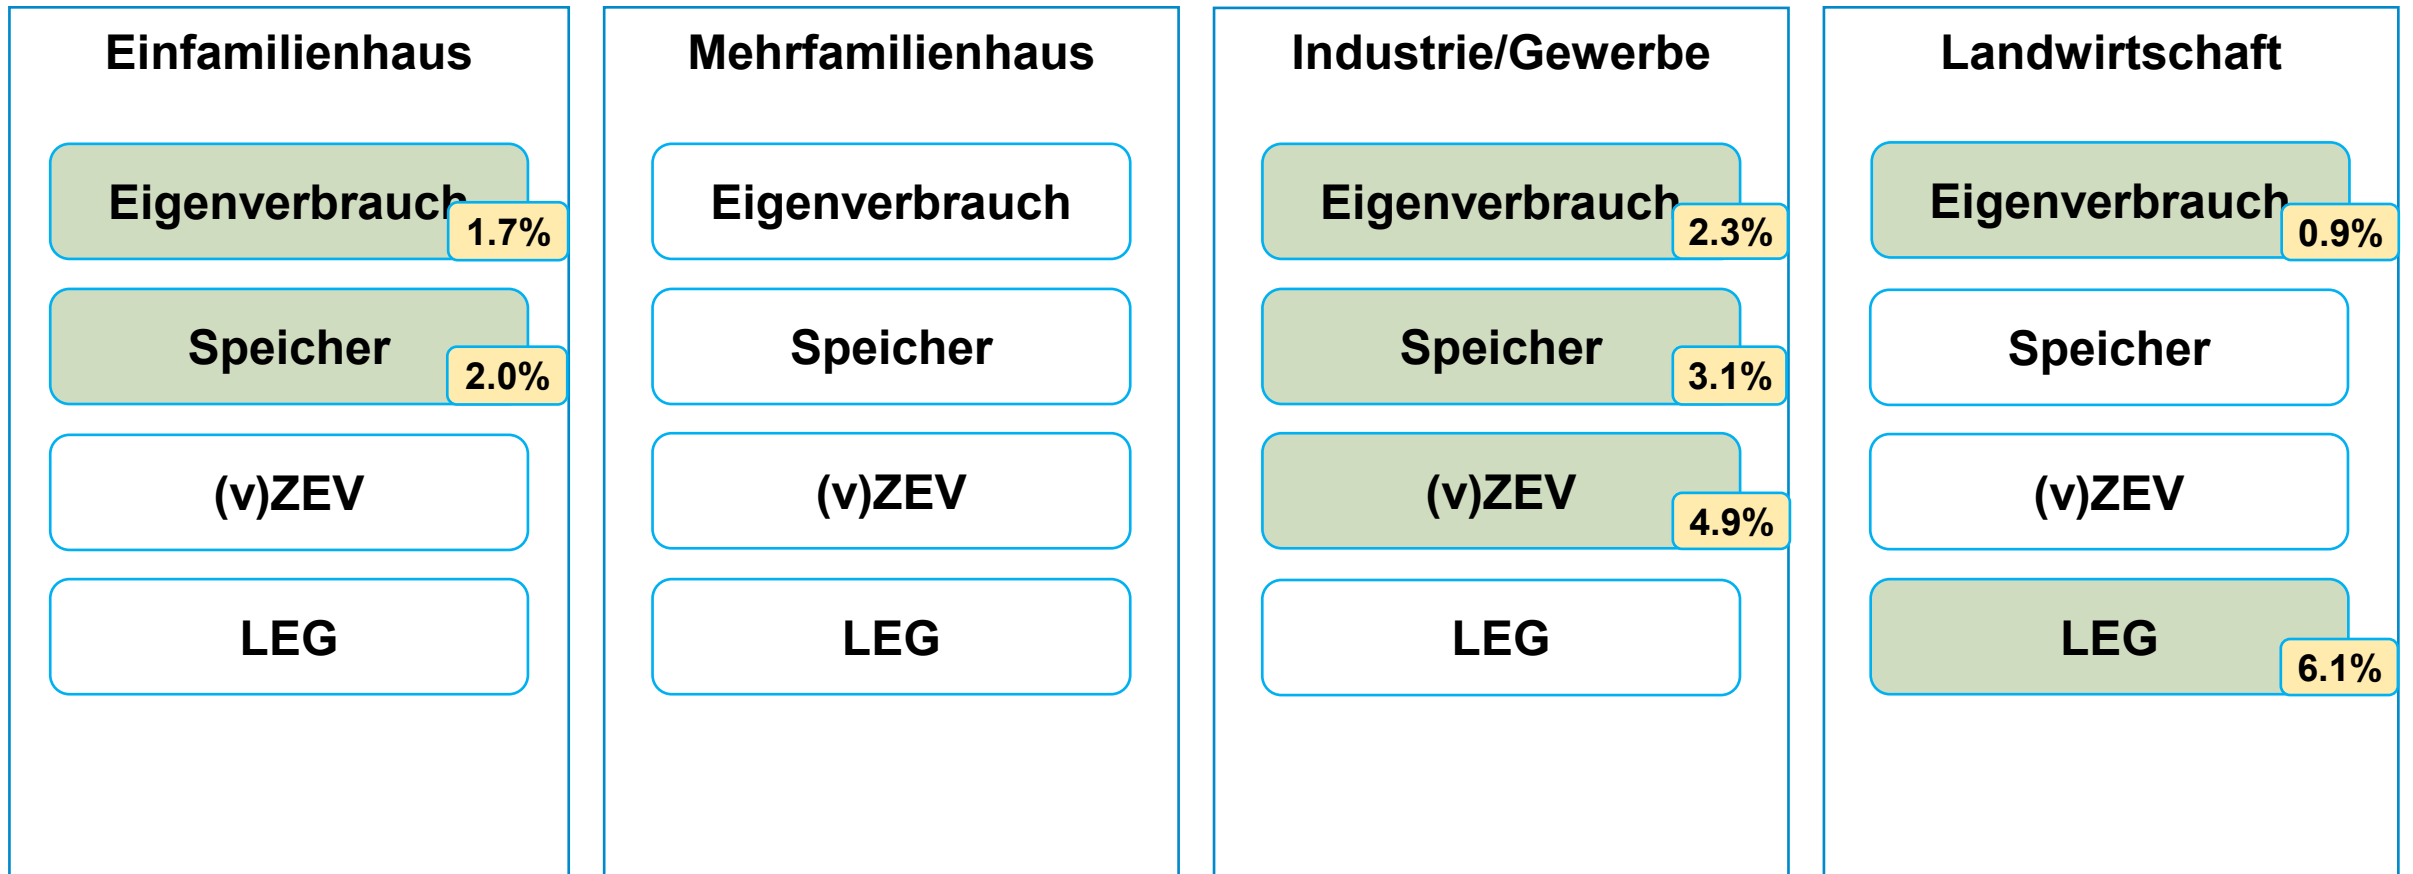 Einfamilienhaus
Eigenverbrauch
1.7%
Speicher
2.0%
(v)ZEV
LEG
Mehrfamilienhaus
Eigenverbrauch
Speicher
(v)ZEV
LEG
Industrie/Gewerbe
Eigenverbrauch
2.3%
Speicher
3.1%
(v)ZEV
4.9%
LEG
Landwirtschaft
Eigenverbrauch
0.9%
Speicher
(v)ZEV
LEG
6.1%